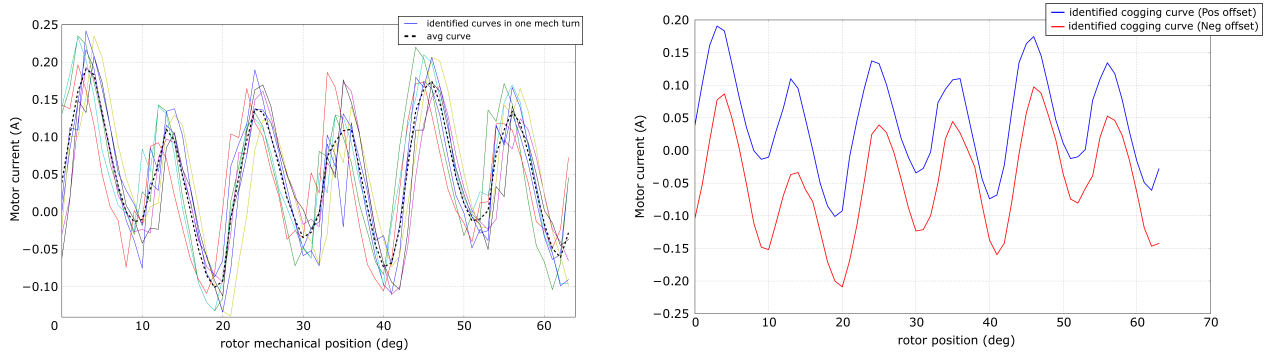 identified curves in one mech turn
avg curve
Motor current (A)
0.25
0.20
0.15
0.10
0.05
0.00
−0.05
−0.10
0 10 20 30 40 50 60
rotor mechanical position (deg)
identified cogging curve (Pos offset)
identified cogging curve (Neg offset)
Motor current (A)
0.20
0.15
0.10
0.05
0.00
−0.05
−0.10
−0.15
−0.20
−0.25
0 10 20 30 40 50 60 70
rotor position (deg)